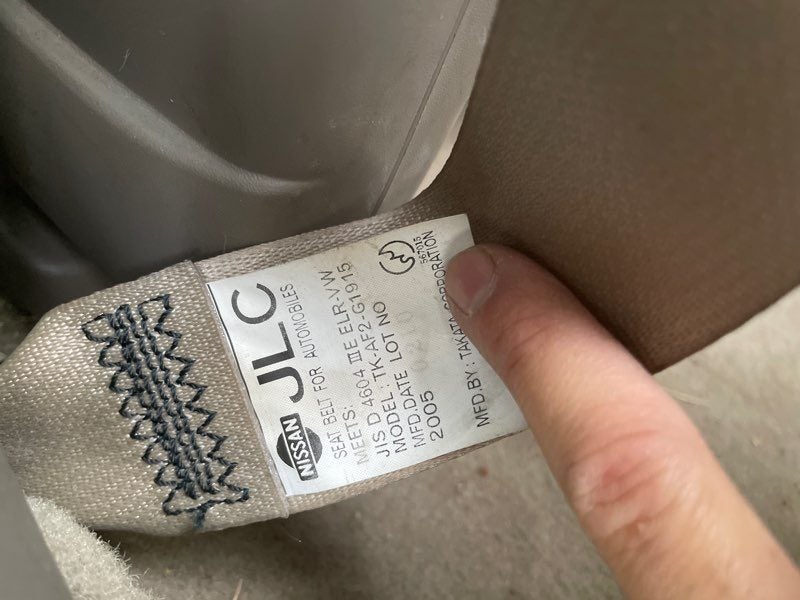 NISSAN
JLC
SEAT BELT FOR AUTOMOBILES
MEETS:
JIS D 4604 Ⅲ E ELR-VW
MODEL: TK-AF2-G1915
MFD.DATE LOT NO
2005
MFD.BY: TAKATA CORPORATION
567015